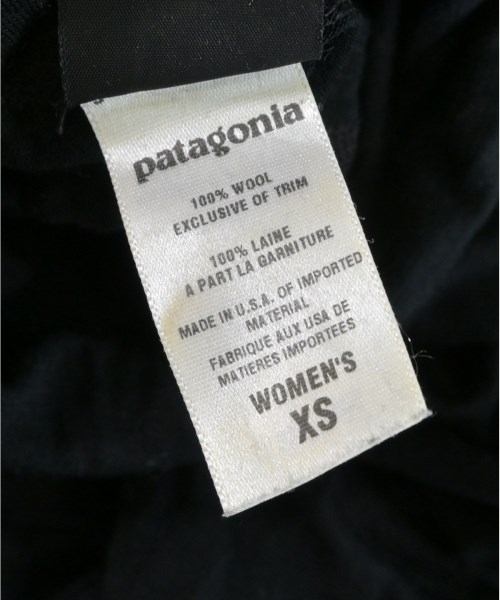 patagonia
100% WOOL
EXCLUSIVE OF TRIM
100% LAINE
A PART LA GARNITURE
MADE IN U.S.A. OF IMPORTED
MATERIAL
FABRIQUE AUX USA DE
MATIERES IMPORTEES
WOMEN'S
XS